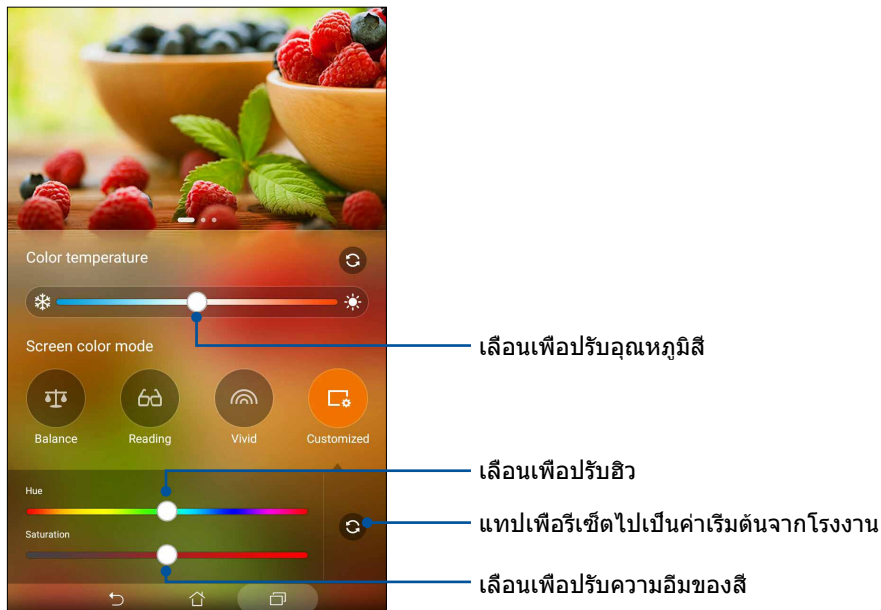 Color temperature
เลือนเพือปรับอุณหภูมิสี
Screen color mode
Balance
Reading
Vivid
Customized
เลือนเพือปรับฮิว
Hue
แทปเพือรีเซ็ตไปเป็นค่าเริมต้นจากโรงงาน
Saturation
เลือนเพือปรับความอิมของสี